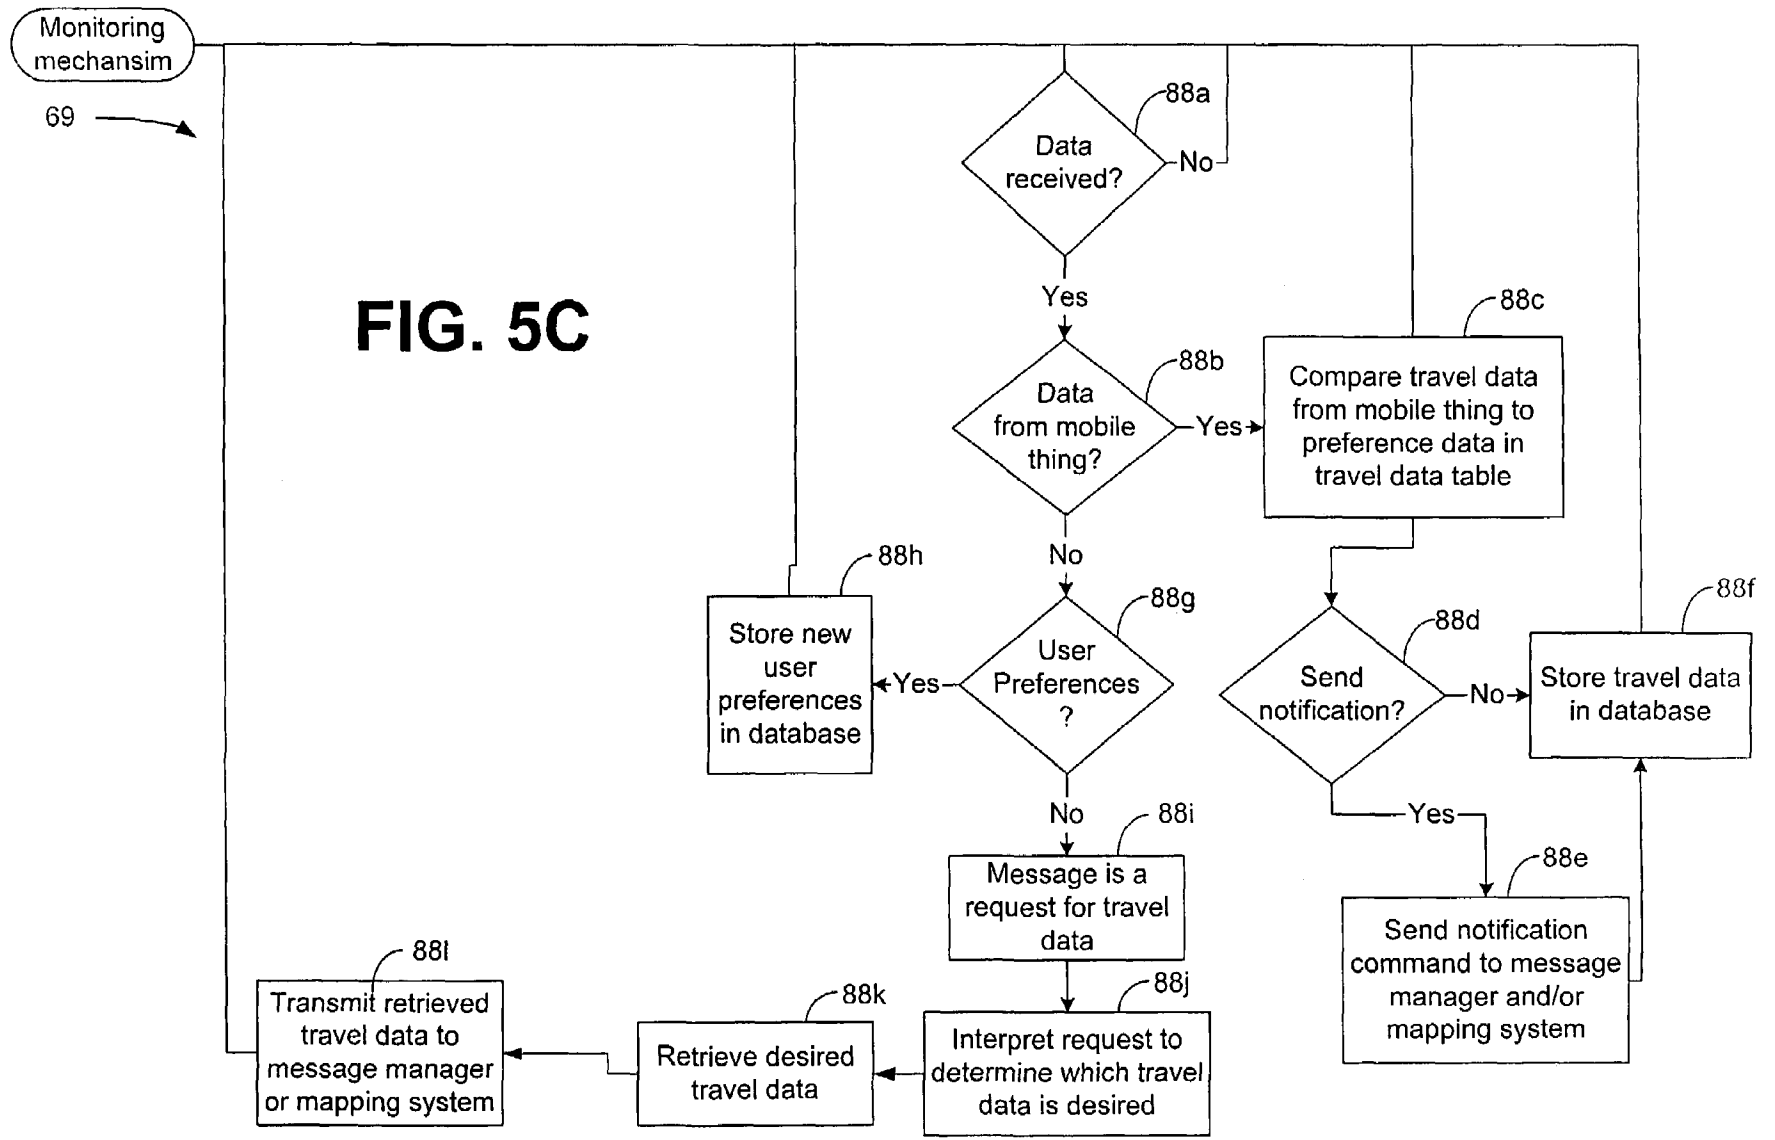 Monitoring
mechansim
69
FIG. 5C
88a
Data
received?
No
Yes
88b
Data
from mobile
thing?
Yes
88c
Compare travel data
from mobile thing to
preference data in
travel data table
No
88h
Store new
user
preferences
in database
88g
User
Preferences
?
Yes
88d
Send
notification?
No
88f
Store travel data
in database
No
Yes
88i
Message is a
request for travel
data
88e
Send notification
command to message
manager and/or
mapping system
88l
Transmit retrieved
travel data to
message manager
or mapping system
88k
Retrieve desired
travel data
88j
Interpret request to
determine which travel
data is desired